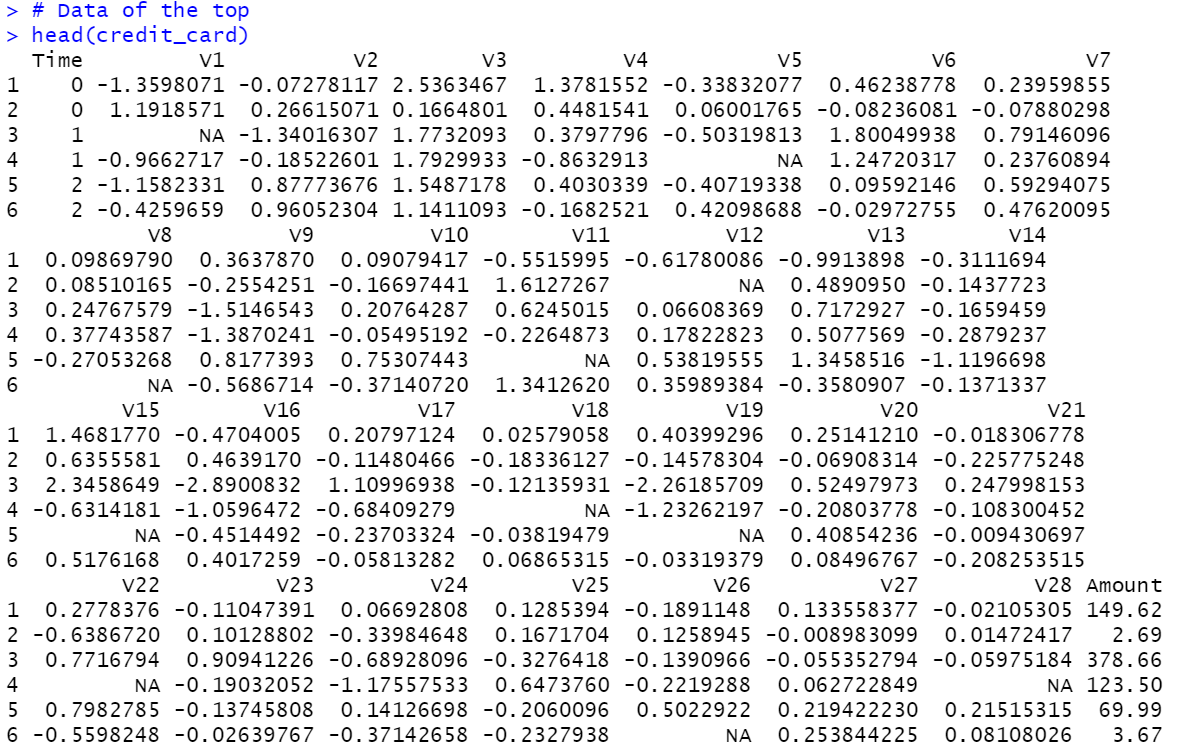 > # Data of the top
> head(credit_card)
  Time         V1          V2        V3         V4          V5          V6          V7
1    0 -1.3598071 -0.07278117 2.5363467  1.3781552 -0.33832077  0.46238778  0.23959855
2    0  1.1918571  0.26615071 0.1664801  0.4481541  0.06001765 -0.08236081 -0.07880298
3    1         NA -1.34016307 1.7732093  0.3797796 -0.50319813  1.80049938  0.79146096
4    1 -0.9662717 -0.18522601 1.7929933 -0.8632913          NA  1.24720317  0.23760894
5    2 -1.1582331  0.87773676 1.5487178  0.4030339 -0.40719338  0.09592146  0.59294075
6    2 -0.4259659  0.96052304 1.1411093 -0.1682521  0.42098688 -0.02972755  0.47620095
           V8         V9         V10        V11         V12        V13        V14
1  0.09869790  0.3637870  0.09079417 -0.5515995 -0.61780086 -0.9913898 -0.3111694
2  0.08510165 -0.2554251 -0.16697441  1.6127267          NA  0.4890950 -0.1437723
3  0.24767579 -1.5146543  0.20764287  0.6245015  0.06608369  0.7172927 -0.1659459
4  0.37743587 -1.3870241 -0.05495192 -0.2264873  0.17822823  0.5077569 -0.2879237
5 -0.27053268  0.8177393  0.75307443         NA  0.53819555  1.3458516 -1.1196698
6          NA -0.5686714 -0.37140720  1.3412620  0.35989384 -0.3580907 -0.1371337
         V15        V16         V17         V18         V19         V20          V21
1  1.4681770 -0.4704005  0.20797124  0.02579058  0.40399296  0.25141210 -0.018306778
2  0.6355581  0.4639170 -0.11480466 -0.18336127 -0.14578304 -0.06908314 -0.225775248
3  2.3458649 -2.8900832  1.10996938 -0.12135931 -2.26185709  0.52497973  0.247998153
4 -0.6314181 -1.0596472 -0.68409279          NA -1.23262197 -0.20803778 -0.108300452
5         NA -0.4514492 -0.23703324 -0.03819479          NA  0.40854236 -0.009430697
6  0.5176168  0.4017259 -0.05813282  0.06865315 -0.03319379  0.08496767 -0.208253515
         V22         V23         V24        V25        V26          V27         V28 Amount
1  0.2778376 -0.11047391  0.06692808  0.1285394 -0.1891148  0.133558377 -0.02105305 149.62
2 -0.6386720  0.10128802 -0.33984648  0.1671704  0.1258945 -0.008983099  0.01472417   2.69
3  0.7716794  0.90941226 -0.68928096 -0.3276418 -0.1390966 -0.055352794 -0.05975184 378.66
4         NA -0.19032052 -1.17557533  0.6473760 -0.2219288  0.062722849          NA 123.50
5  0.7982785 -0.13745808  0.14126698 -0.2060096  0.5022922  0.219422230  0.21515315  69.99
6 -0.5598248 -0.02639767 -0.37142658 -0.2327938         NA  0.253844225  0.08108026   3.67